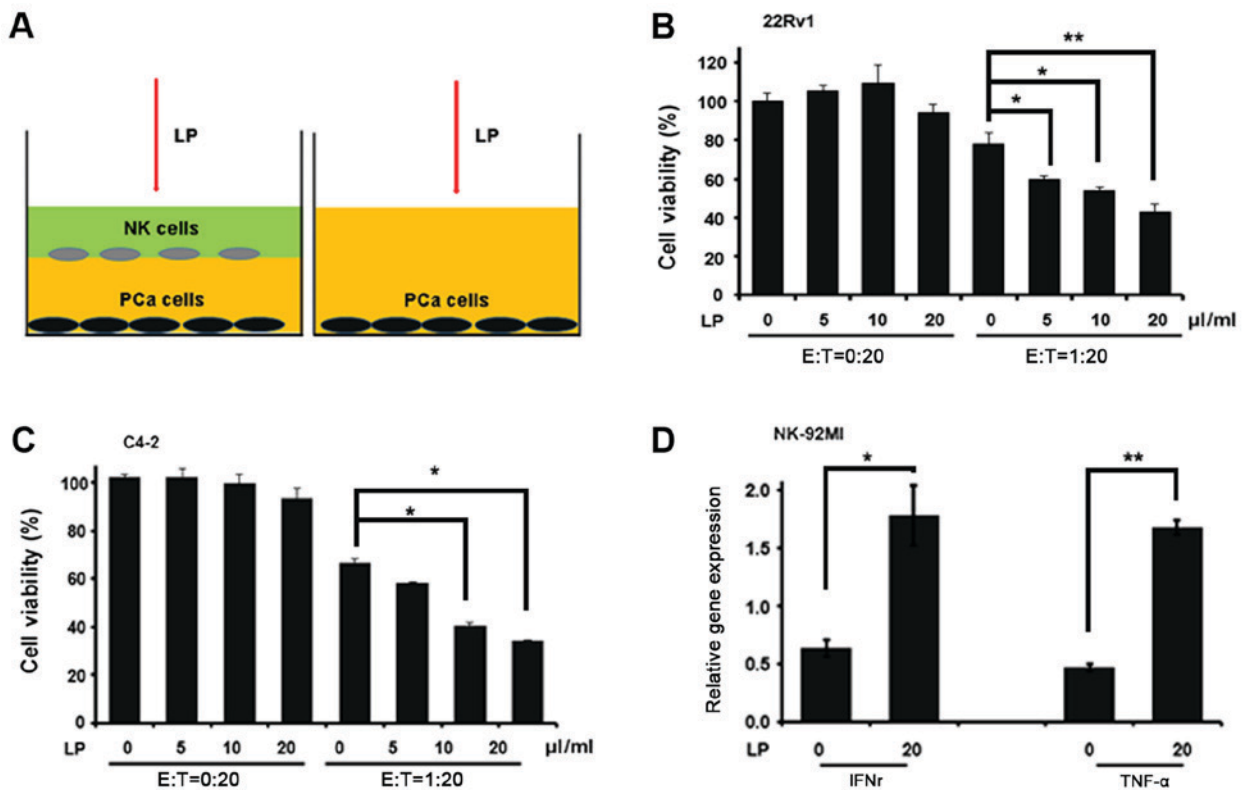 A
LP
LP
NK cells
PCa cells
PCa cells
B
22Rv1
Cell viability (%)
120
100
80
60
40
20
0
**
*
*
LP 0 5 10 20 0 5 10 20 μl/ml
E:T=0:20 E:T=1:20
C
C4-2
Cell viability (%)
100
80
60
40
20
0
*
*
LP 0 5 10 20 0 5 10 20 μl/ml
E:T=0:20 E:T=1:20
D
NK-92MI
Relative gene expression
2.0
1.5
1.0
0.5
0.0
* **
LP 0 20 0 20
IFNr TNF-α